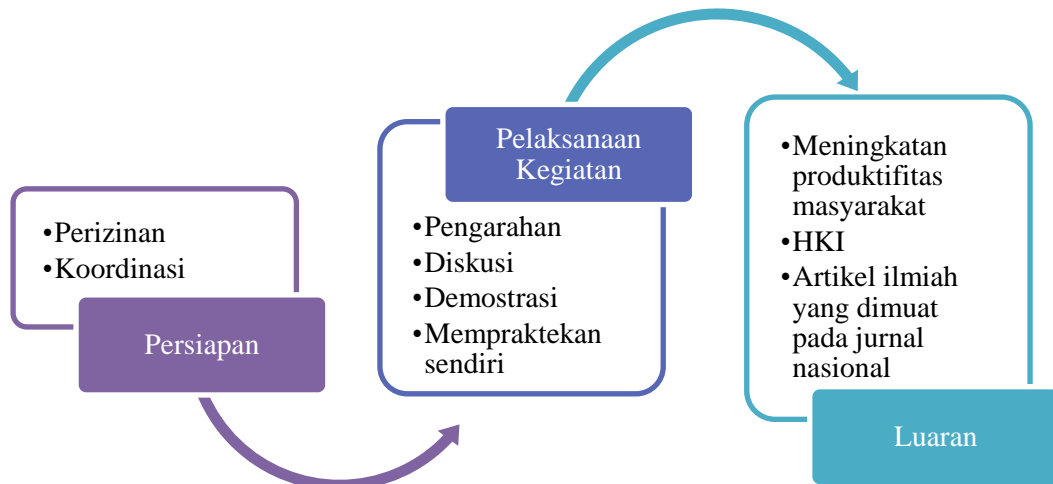 •Perizinan
•Koordinasi
Persiapan
Pelaksanaan
Kegiatan
•Pengarahan
•Diskusi
•Demostrasi
•Mempraktekan
sendiri
•Meningkatan
produktifitas
masyarakat
•HKI
•Artikel ilmiah
yang dimuat
pada jurnal
nasional
Luaran